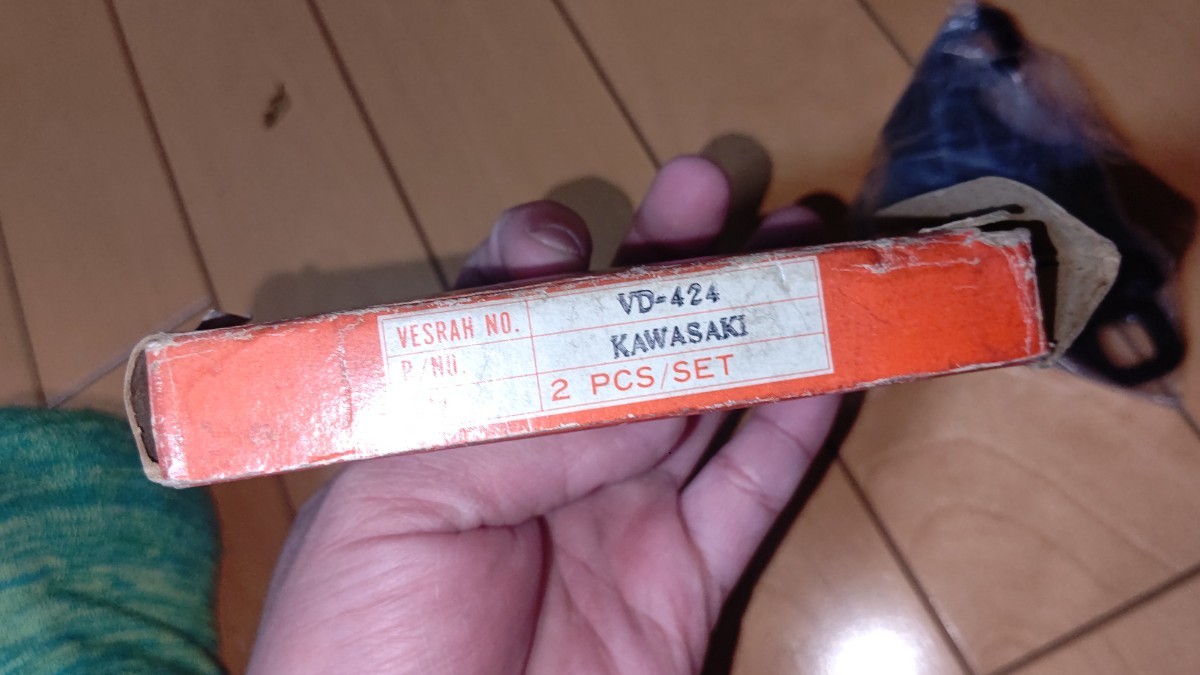 VESRAH NO. VD-424
P/NO. KAWASAKI
2 PCS/SET